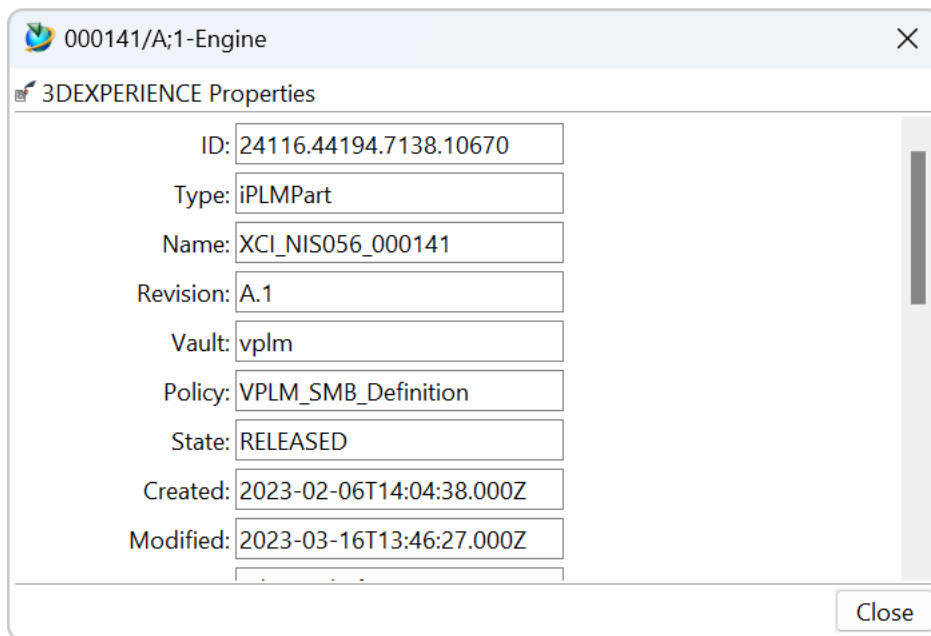 000141/A;1-Engine
3DEXPERIENCE Properties
ID: 24116.44194.7138.10670
Type: iPLMPart
Name: XCI_NIS056_000141
Revision: A.1
Vault: vplm
Policy: VPLM_SMB_Definition
State: RELEASED
Created: 2023-02-06T14:04:38.000Z
Modified: 2023-03-16T13:46:27.000Z
Close